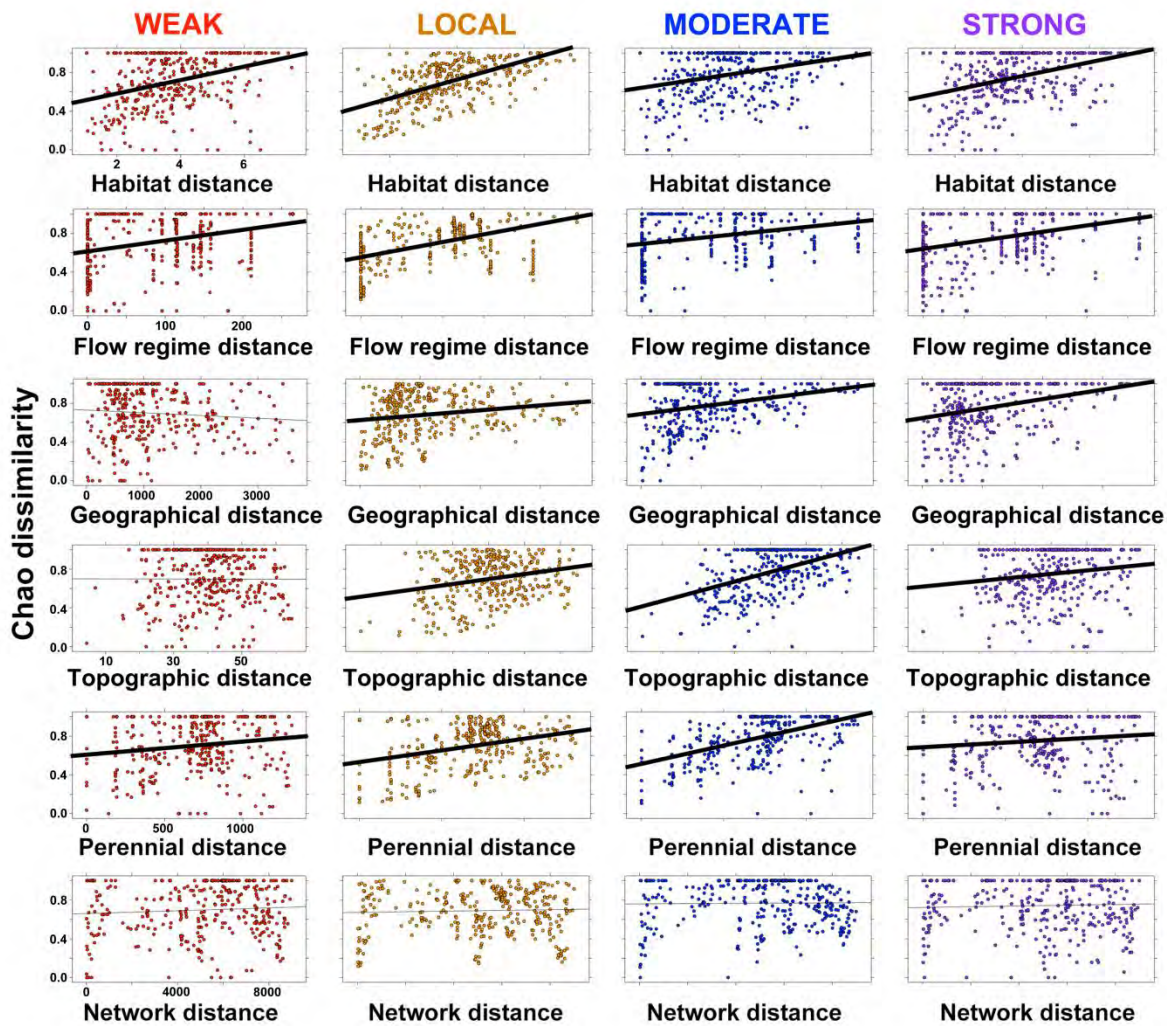 WEAK LOCAL MODERATE STRONG
Chao dissimilarity
0.8
0.4
0.0
2 4 6
Habitat distance Habitat distance Habitat distance Habitat distance
0.8
0.4
0.0
0 100 200
Flow regime distance Flow regime distance Flow regime distance Flow regime distance
0.8
0.4
0.0
0 1000 2000 3000
Geographical distance Geographical distance Geographical distance Geographical distance
0.8
0.4
0.0
10 30 50
Topographic distance Topographic distance Topographic distance Topographic distance
0.8
0.4
0.0
0 500 1000
Perennial distance Perennial distance Perennial distance Perennial distance
0.8
0.4
0.0
0 4000 8000
Network distance Network distance Network distance Network distance